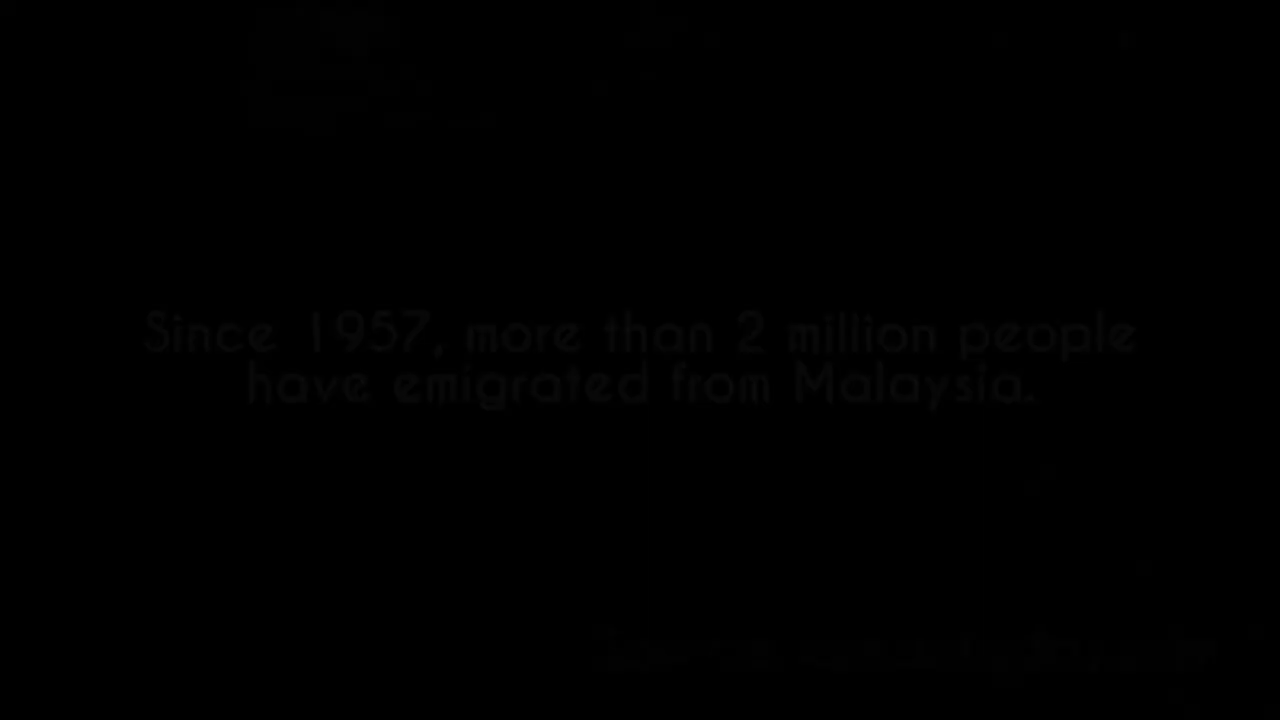 Since 1957, more than 2 million people
have emigrated from Malaysia.